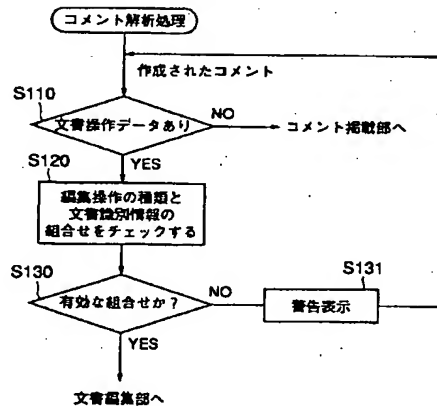 コメント解析処理
作成されたコメント
S110
文書操作データあり
NO
コメント掲載部へ
YES
S120
編集操作の種類と
文書識別情報の
組合せをチェックする
S130
有効な組合せか？
NO
S131
警告表示
YES
文書編集部へ